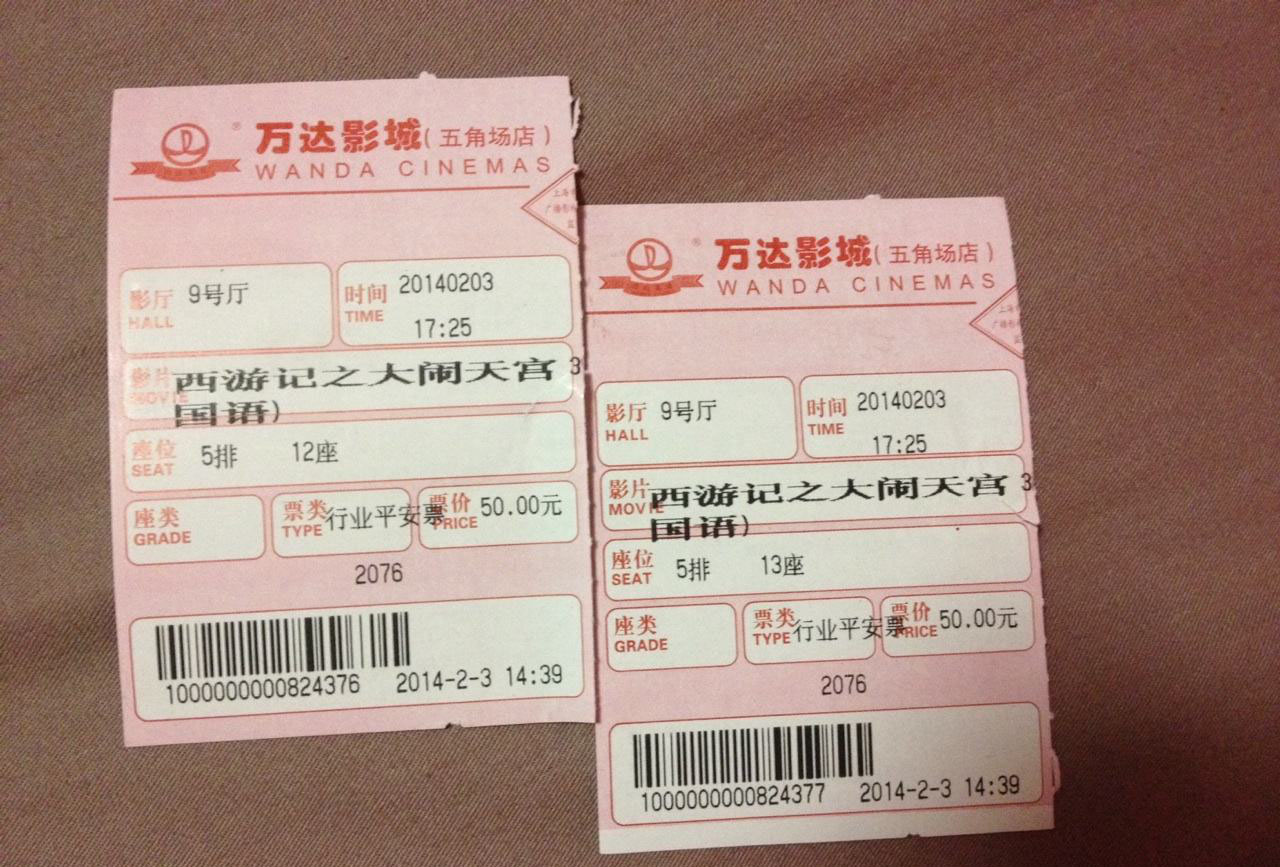 万达影城(五角场店)
WANDA CINEMAS
影厅 9号厅
HALL
时间 20140203
TIME 17:25
影片 西游记之大闹天宫 3
MOVIE 国语)
座位 5排 12座
SEAT
座类
GRADE
票类 行业平安票
TYPE
票价 50.00元
PRICE
2076
1000000000824376 2014-2-3 14:39
万达影城(五角场店)
WANDA CINEMAS
影厅 9号厅
HALL
时间 20140203
TIME 17:25
影片 西游记之大闹天宫 3
MOVIE 国语)
座位 5排 13座
SEAT
座类
GRADE
票类 行业平安票
TYPE
票价 50.00元
PRICE
2076
1000000000824377 2014-2-3 14:39